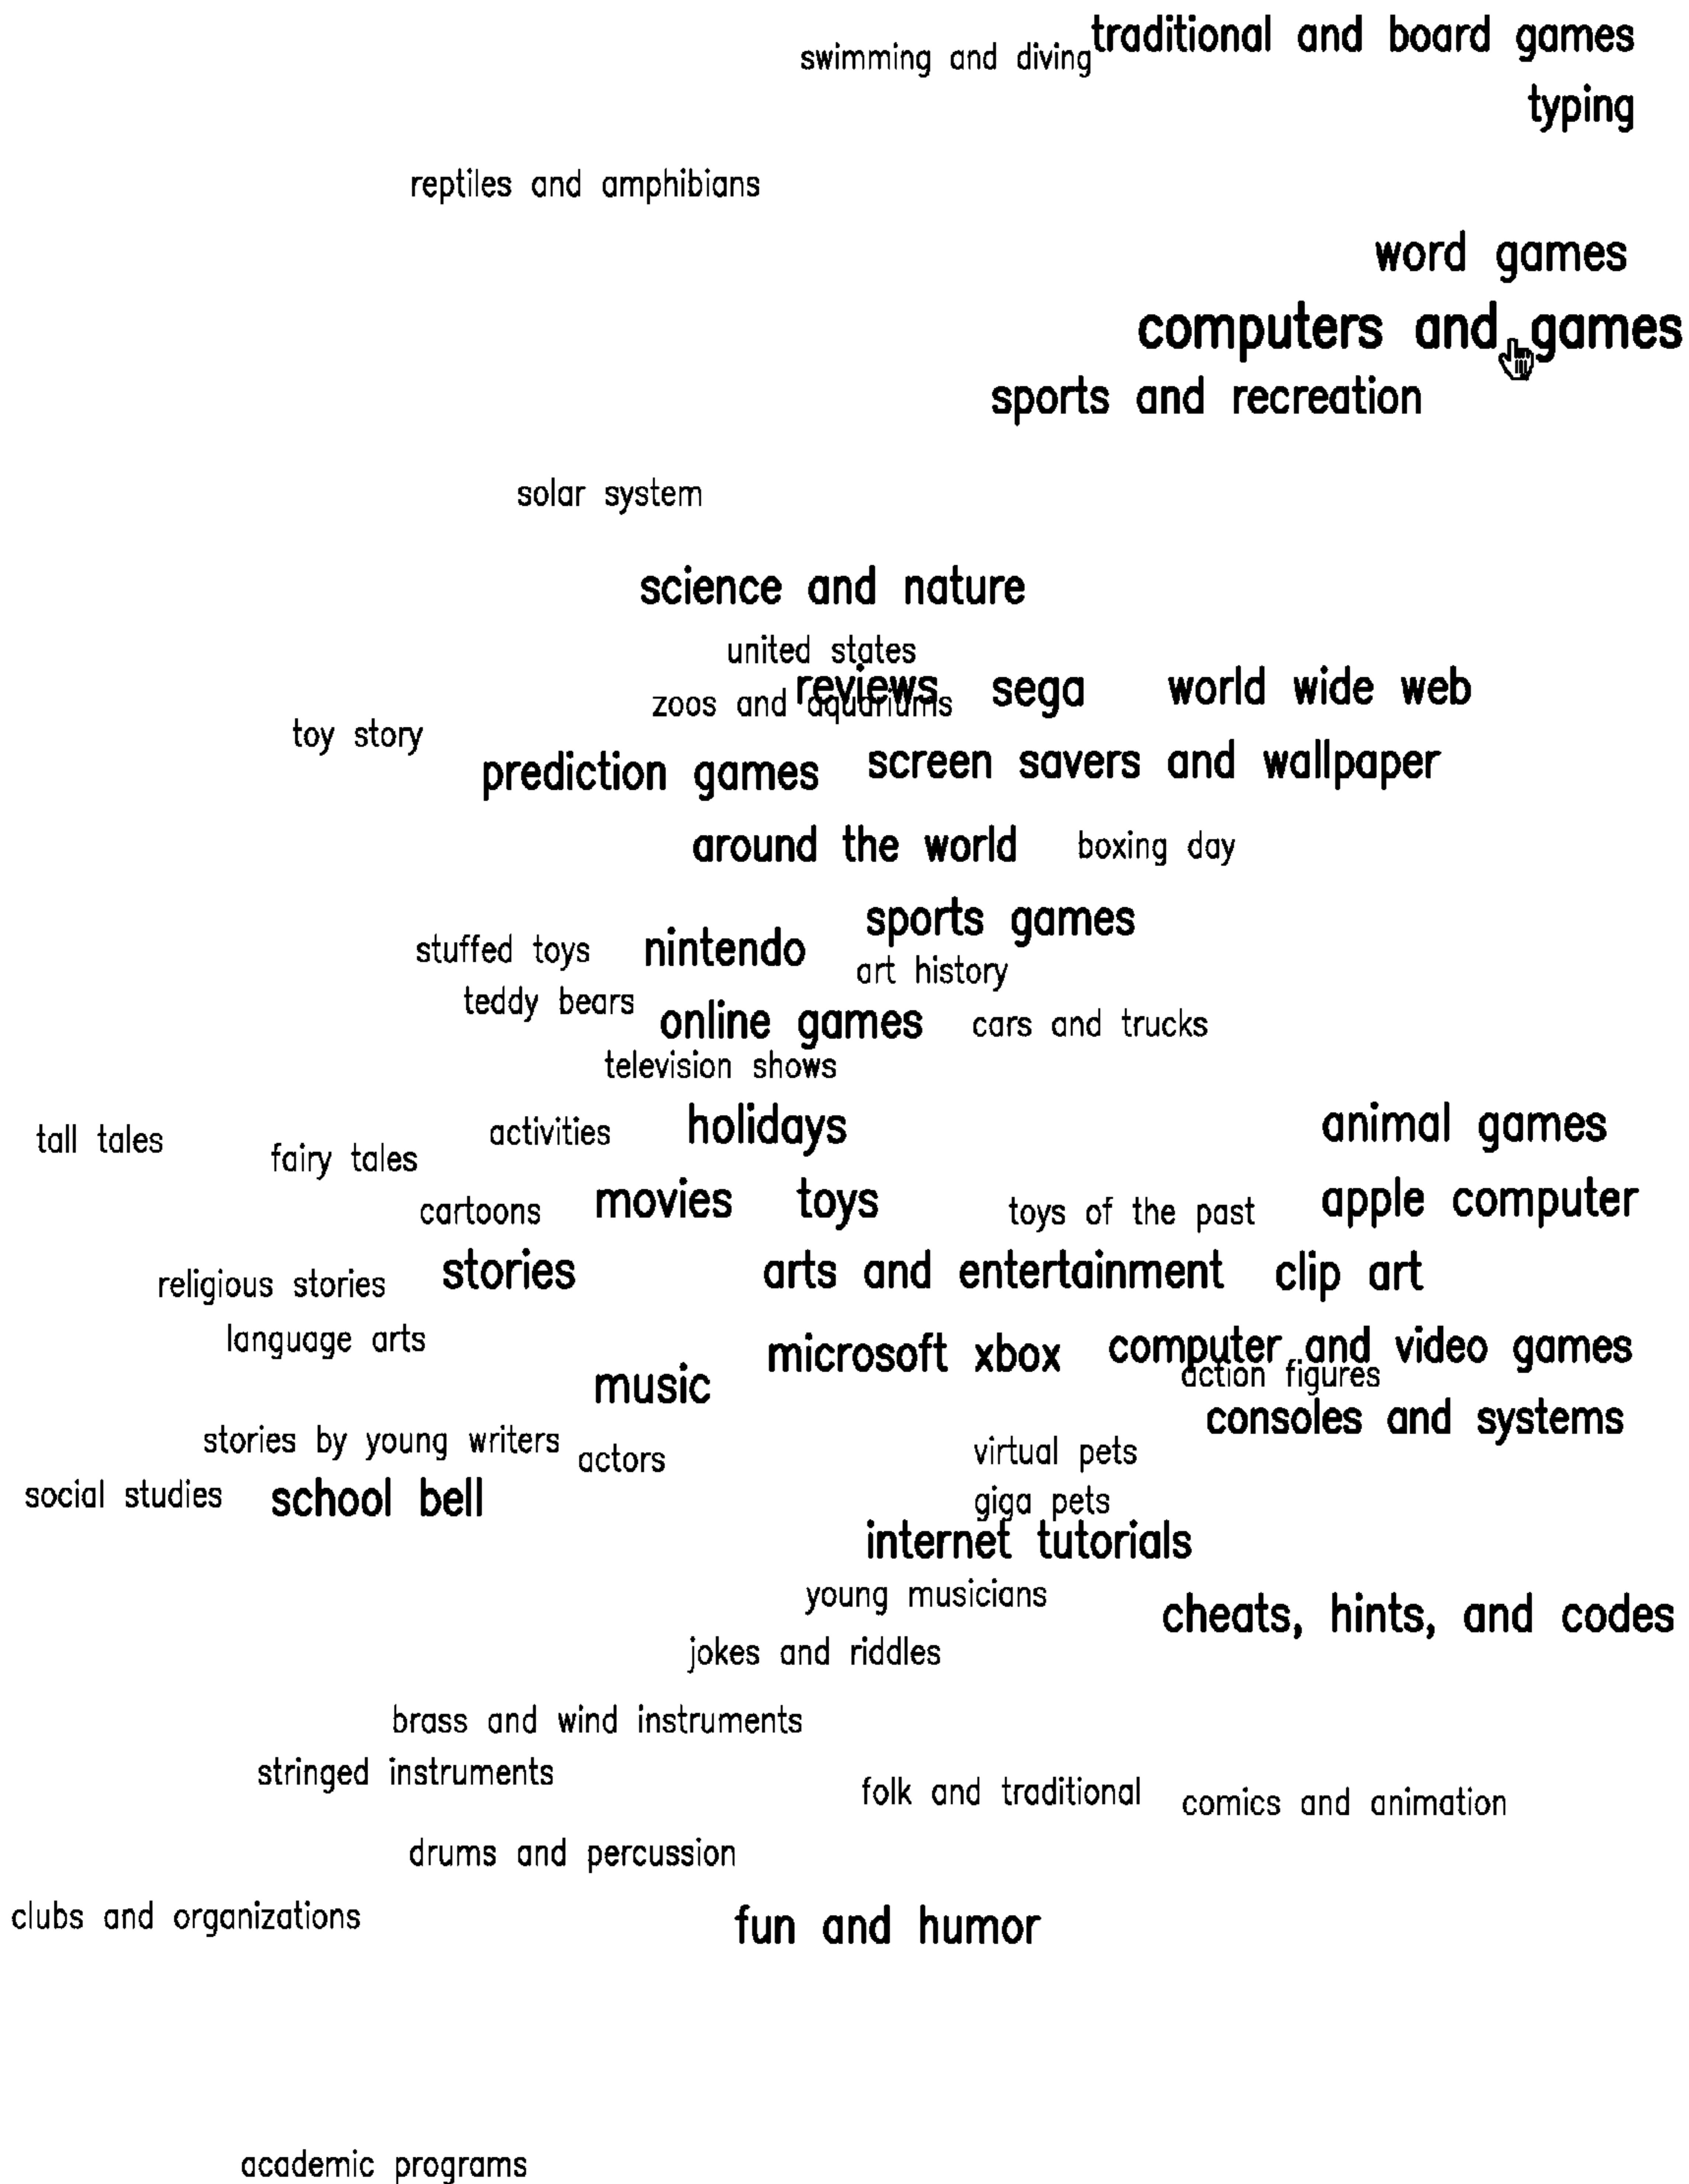 traditional and board games
swimming and diving
typing
reptiles and amphibians
word games
computers and games
sports and recreation
solar system
science and nature
united states
reviews sega world wide web
zoos and aquariums
toy story
prediction games screen savers and wallpaper
around the world boxing day
sports games
stuffed toys nintendo
art history
teddy bears
online games cars and trucks
television shows
holidays animal games
tall tales activities
fairy tales
movies toys apple computer
cartoons toys of the past
stories arts and entertainment clip art
religious stories
language arts
microsoft xbox computer and video games
action figures
music
consoles and systems
stories by young writers
virtual pets
actors
social studies school bell
giga pets
internet tutorials
young musicians
cheats, hints, and codes
jokes and riddles
brass and wind instruments
stringed instruments
folk and traditional comics and animation
drums and percussion
clubs and organizations fun and humor
academic programs